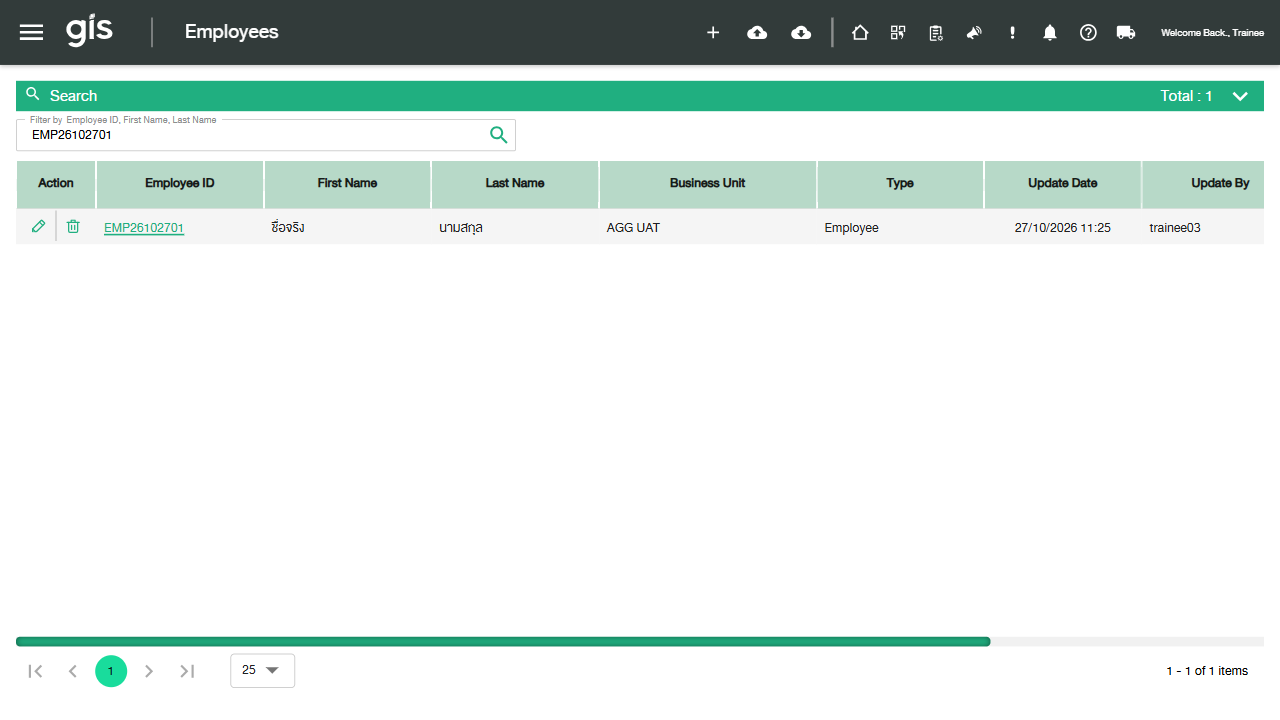 gis
Employees
Welcome Back., Trainee
Search
Total : 1
Filter by Employee ID, First Name, Last Name
EMP26102701
Action
Employee ID
First Name
Last Name
Business Unit
Type
Update Date
Update By
EMP26102701
ชื่อจริง
นามสกุล
AGG UAT
Employee
27/10/2026 11:25
trainee03
1
25
1 - 1 of 1 items